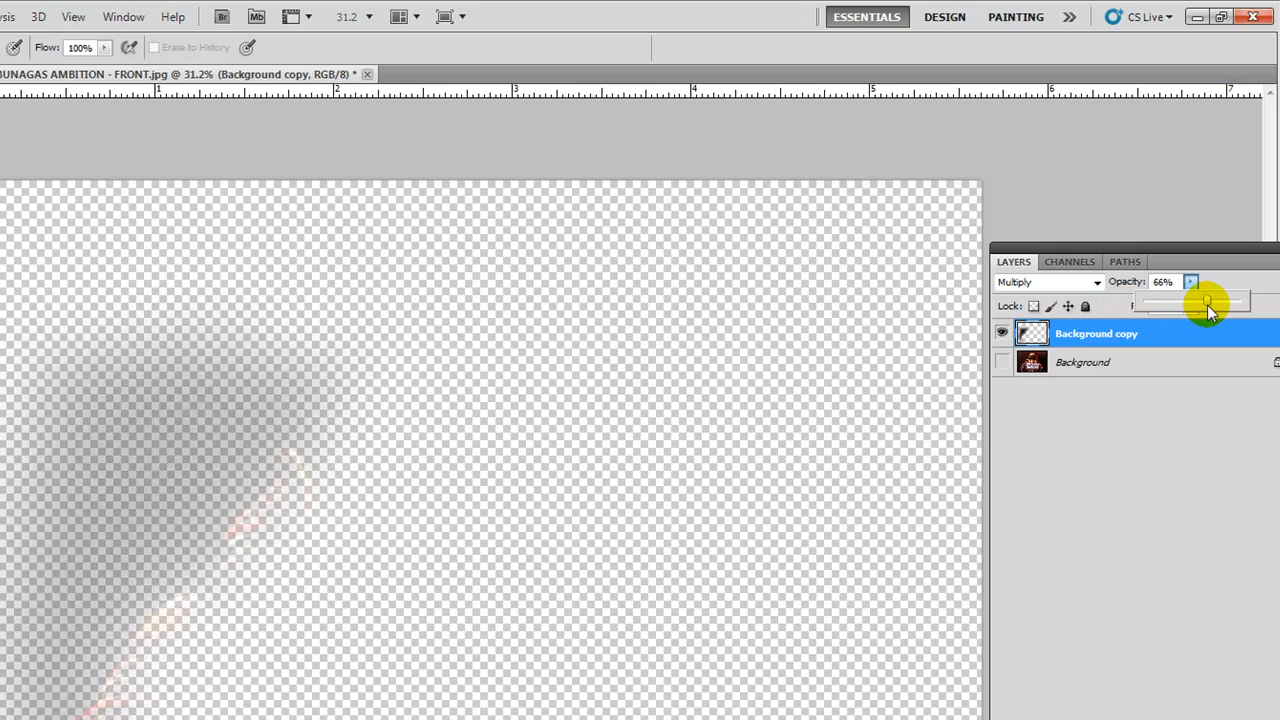 sis 3D View Window Help Br Mb 31.2 ESSENTIALS DESIGN PAINTING CS Live
Flow: 100% Erase to History
BUNAGAS AMBITION - FRONT.jpg @ 31.2% (Background copy, RGB/8) *
1 2 3 4 5 6 7
LAYERS CHANNELS PATHS
Multiply Opacity: 66%
Lock:
Background copy
Background